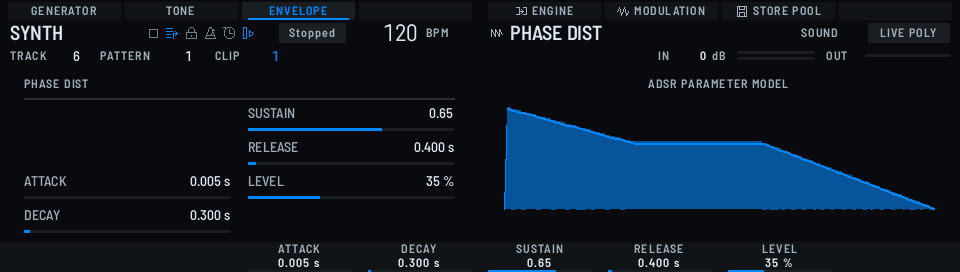 GENERATOR TONE ENVELOPE ENGINE MODULATION STORE POOL
SYNTH Stopped 120 BPM PHASE DIST SOUND LIVE POLY
TRACK 6 PATTERN 1 CLIP 1 IN 0 dB OUT
PHASE DIST ADSR PARAMETER MODEL
SUSTAIN 0.65
RELEASE 0.400 s
ATTACK 0.005 s LEVEL 35 %
DECAY 0.300 s
ATTACK DECAY SUSTAIN RELEASE LEVEL
0.005 s 0.300 s 0.65 0.400 s 35 %